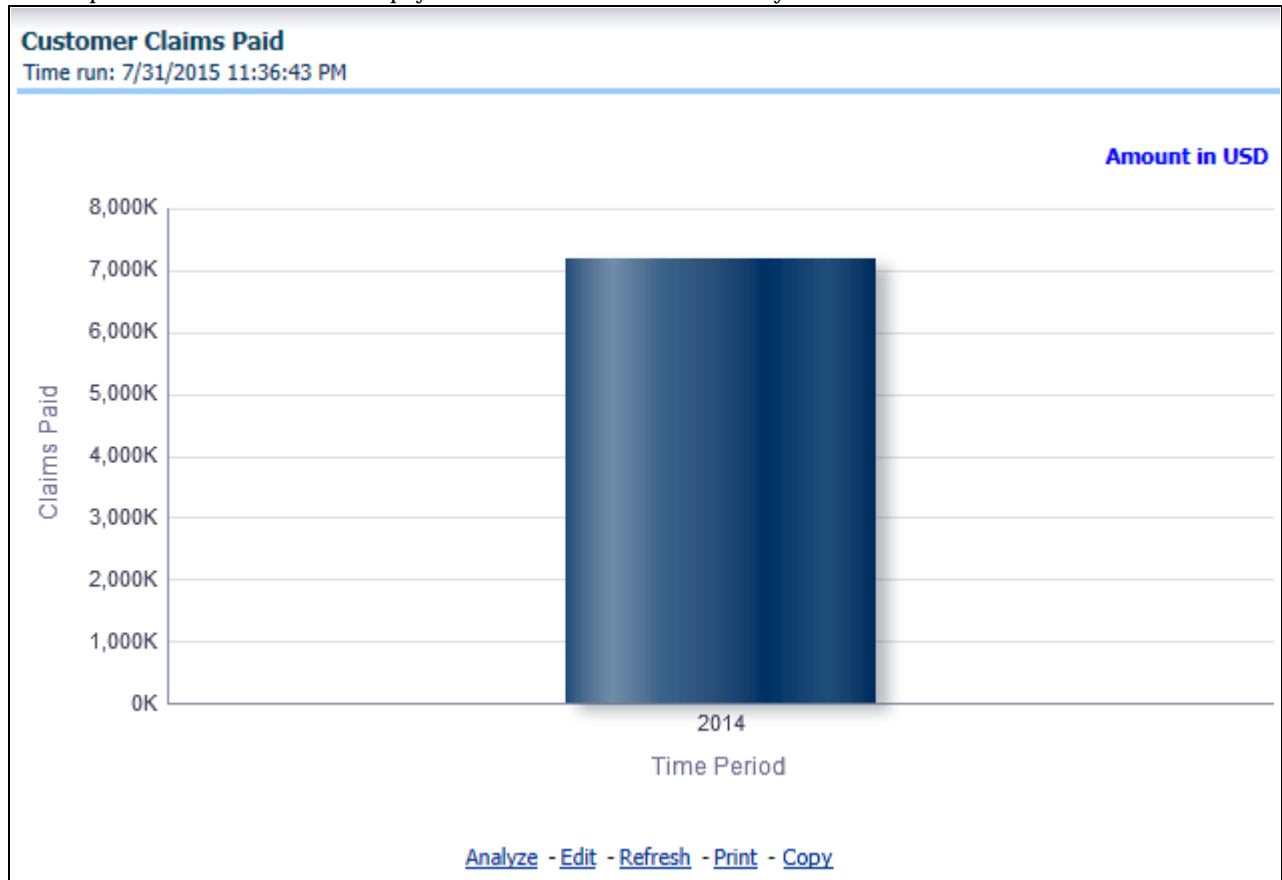 Customer Claims Paid
Time run: 7/31/2015 11:36:43 PM
Amount in USD
8,000K
7,000K
6,000K
5,000K
4,000K
3,000K
2,000K
1,000K
0K
Claims Paid
2014
Time Period
Analyze - Edit - Refresh - Print - Copy